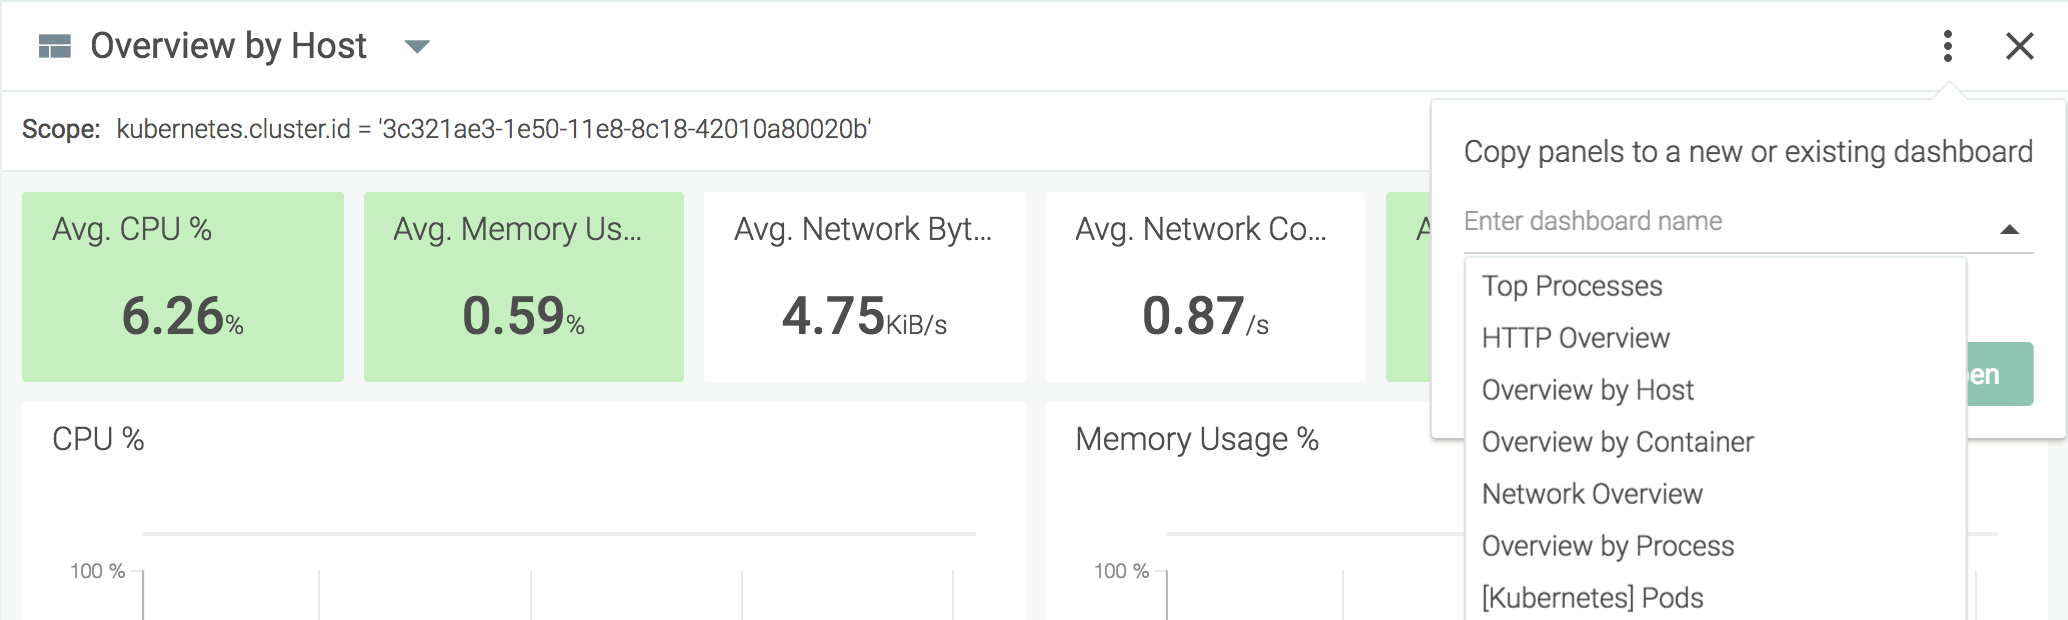 Overview by Host
Scope: kubernetes.cluster.id = '3c321ae3-1e50-11e8-8c18-42010a80020b'
Copy panels to a new or existing dashboard
Enter dashboard name
Top Processes
HTTP Overview
Overview by Host
Overview by Container
Network Overview
Overview by Process
[Kubernetes] Pods
Avg. CPU %
6.26%
Avg. Memory Us...
0.59%
Avg. Network Byt...
4.75KiB/s
Avg. Network Co...
0.87/s
CPU %
100 %
Memory Usage %
100 %